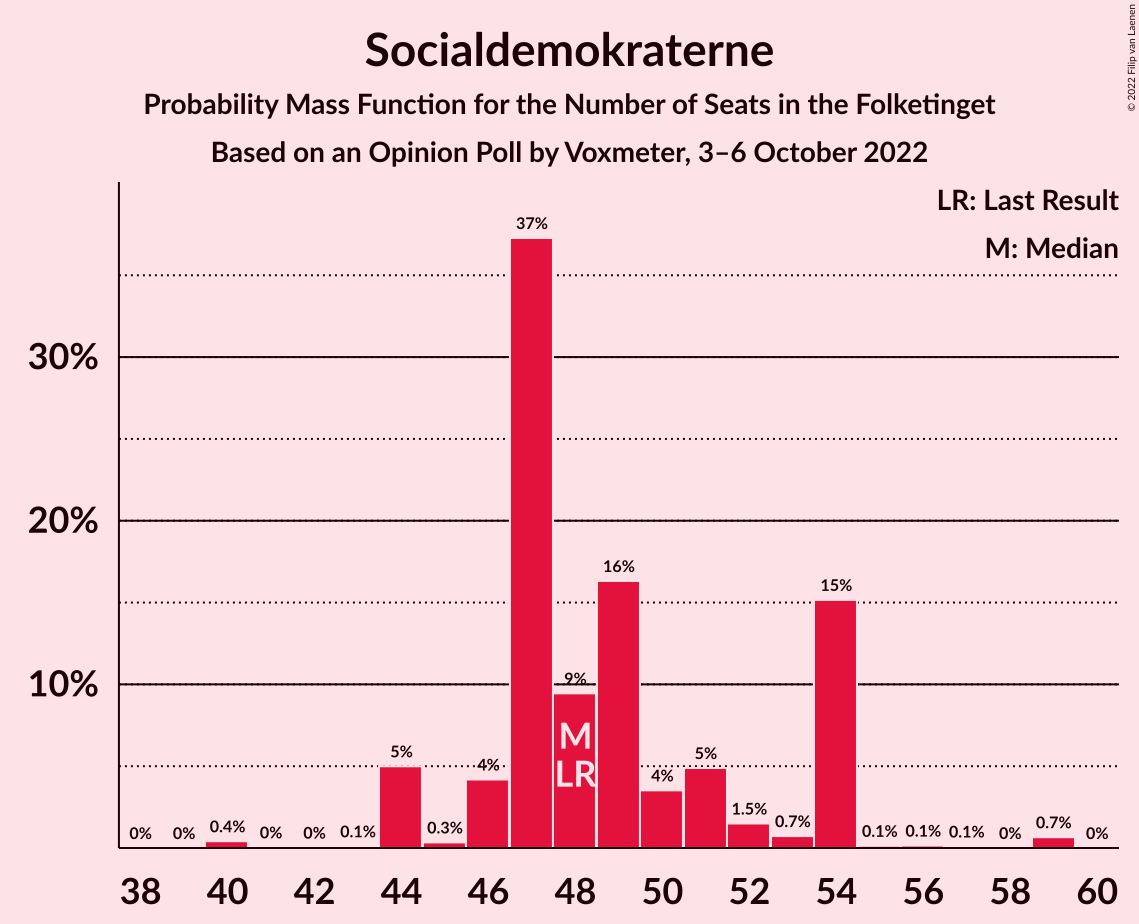 Socialdemokraterne
Probability Mass Function for the Number of Seats in the Folketinget
Based on an Opinion Poll by Voxmeter, 3–6 October 2022
© 2022 Filip van Laenen
LR: Last Result
M: Median
30%
20%
10%
0%
0%
0.4%
0%
0%
0.1%
5%
0.3%
4%
37%
9%
16%
4%
5%
1.5%
0.7%
15%
0.1%
0.1%
0.1%
0%
0.7%
0%
M
LR
38 40 42 44 46 48 50 52 54 56 58 60